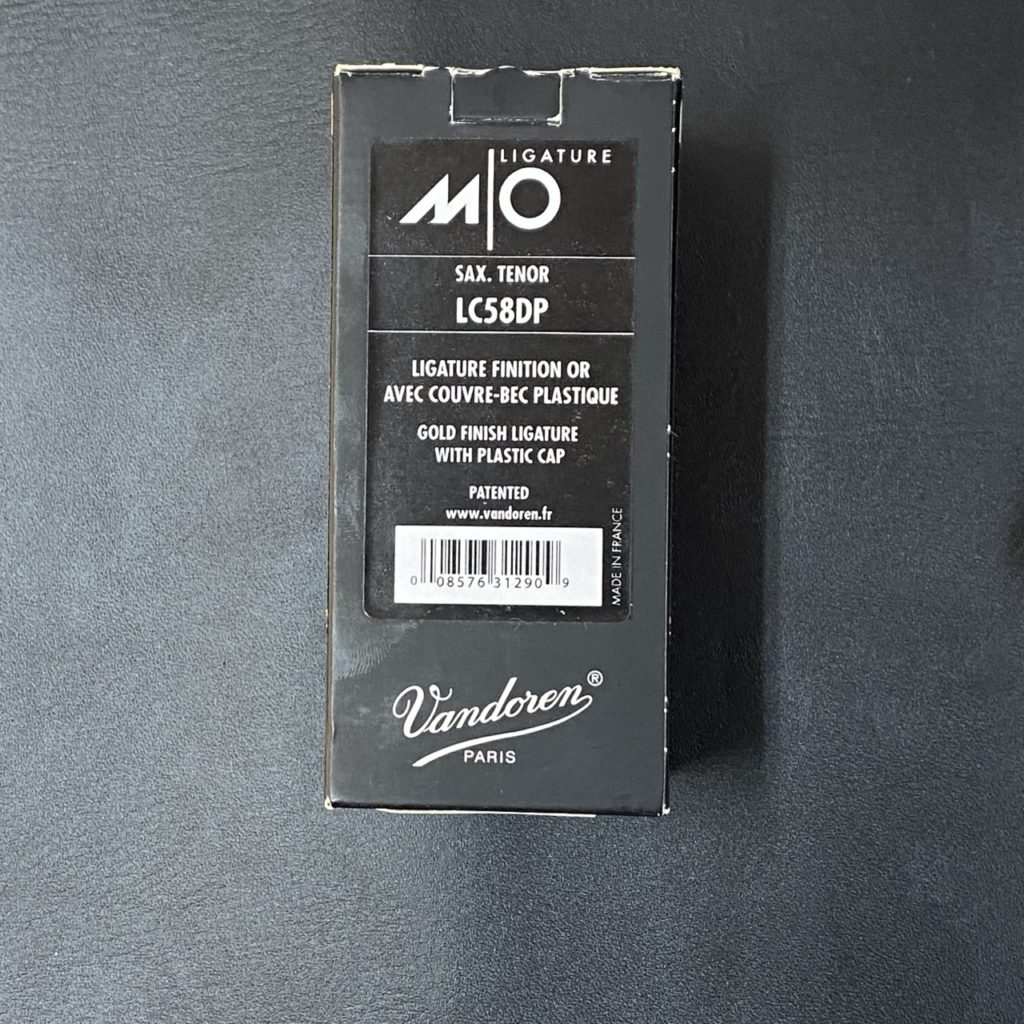 LIGATURE
M|O
SAX. TENOR
LC58DP
LIGATURE FINITION OR
AVEC COUVRE-BEC PLASTIQUE
GOLD FINISH LIGATURE
WITH PLASTIC CAP
PATENTED
www.vandoren.fr
MADE IN FRANCE
0 08576 31290 9
Vandoren®
PARIS